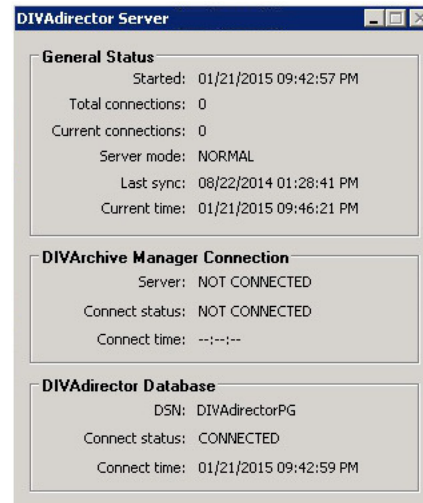 DIVAdirector Server
General Status
Started: 01/21/2015 09:42:57 PM
Total connections: 0
Current connections: 0
Server mode: NORMAL
Last sync: 08/22/2014 01:28:41 PM
Current time: 01/21/2015 09:46:21 PM
DIVArchive Manager Connection
Server: NOT CONNECTED
Connect status: NOT CONNECTED
Connect time: --:--:--
DIVAdirector Database
DSN: DIVAdirectorPG
Connect status: CONNECTED
Connect time: 01/21/2015 09:42:59 PM